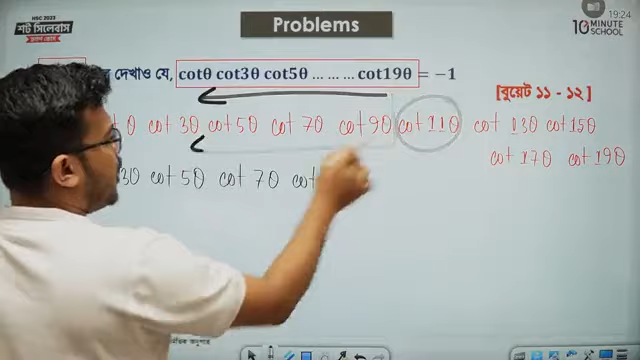 Problems
HSC 2023
শর্ট সিলেবাস
19:24
10 MINUTE
SCHOOL
দেখাও যে, cotθ cot3θ cot5θ ... ... ... cot19θ = −1
[বুয়েট ১১ - ১২]
θ cot 3θ cot 5θ cot 7θ cot 9θ cot 11θ cot 13θ cot 15θ
cot 17θ cot 19θ
3θ cot 5θ cot 7θ cot